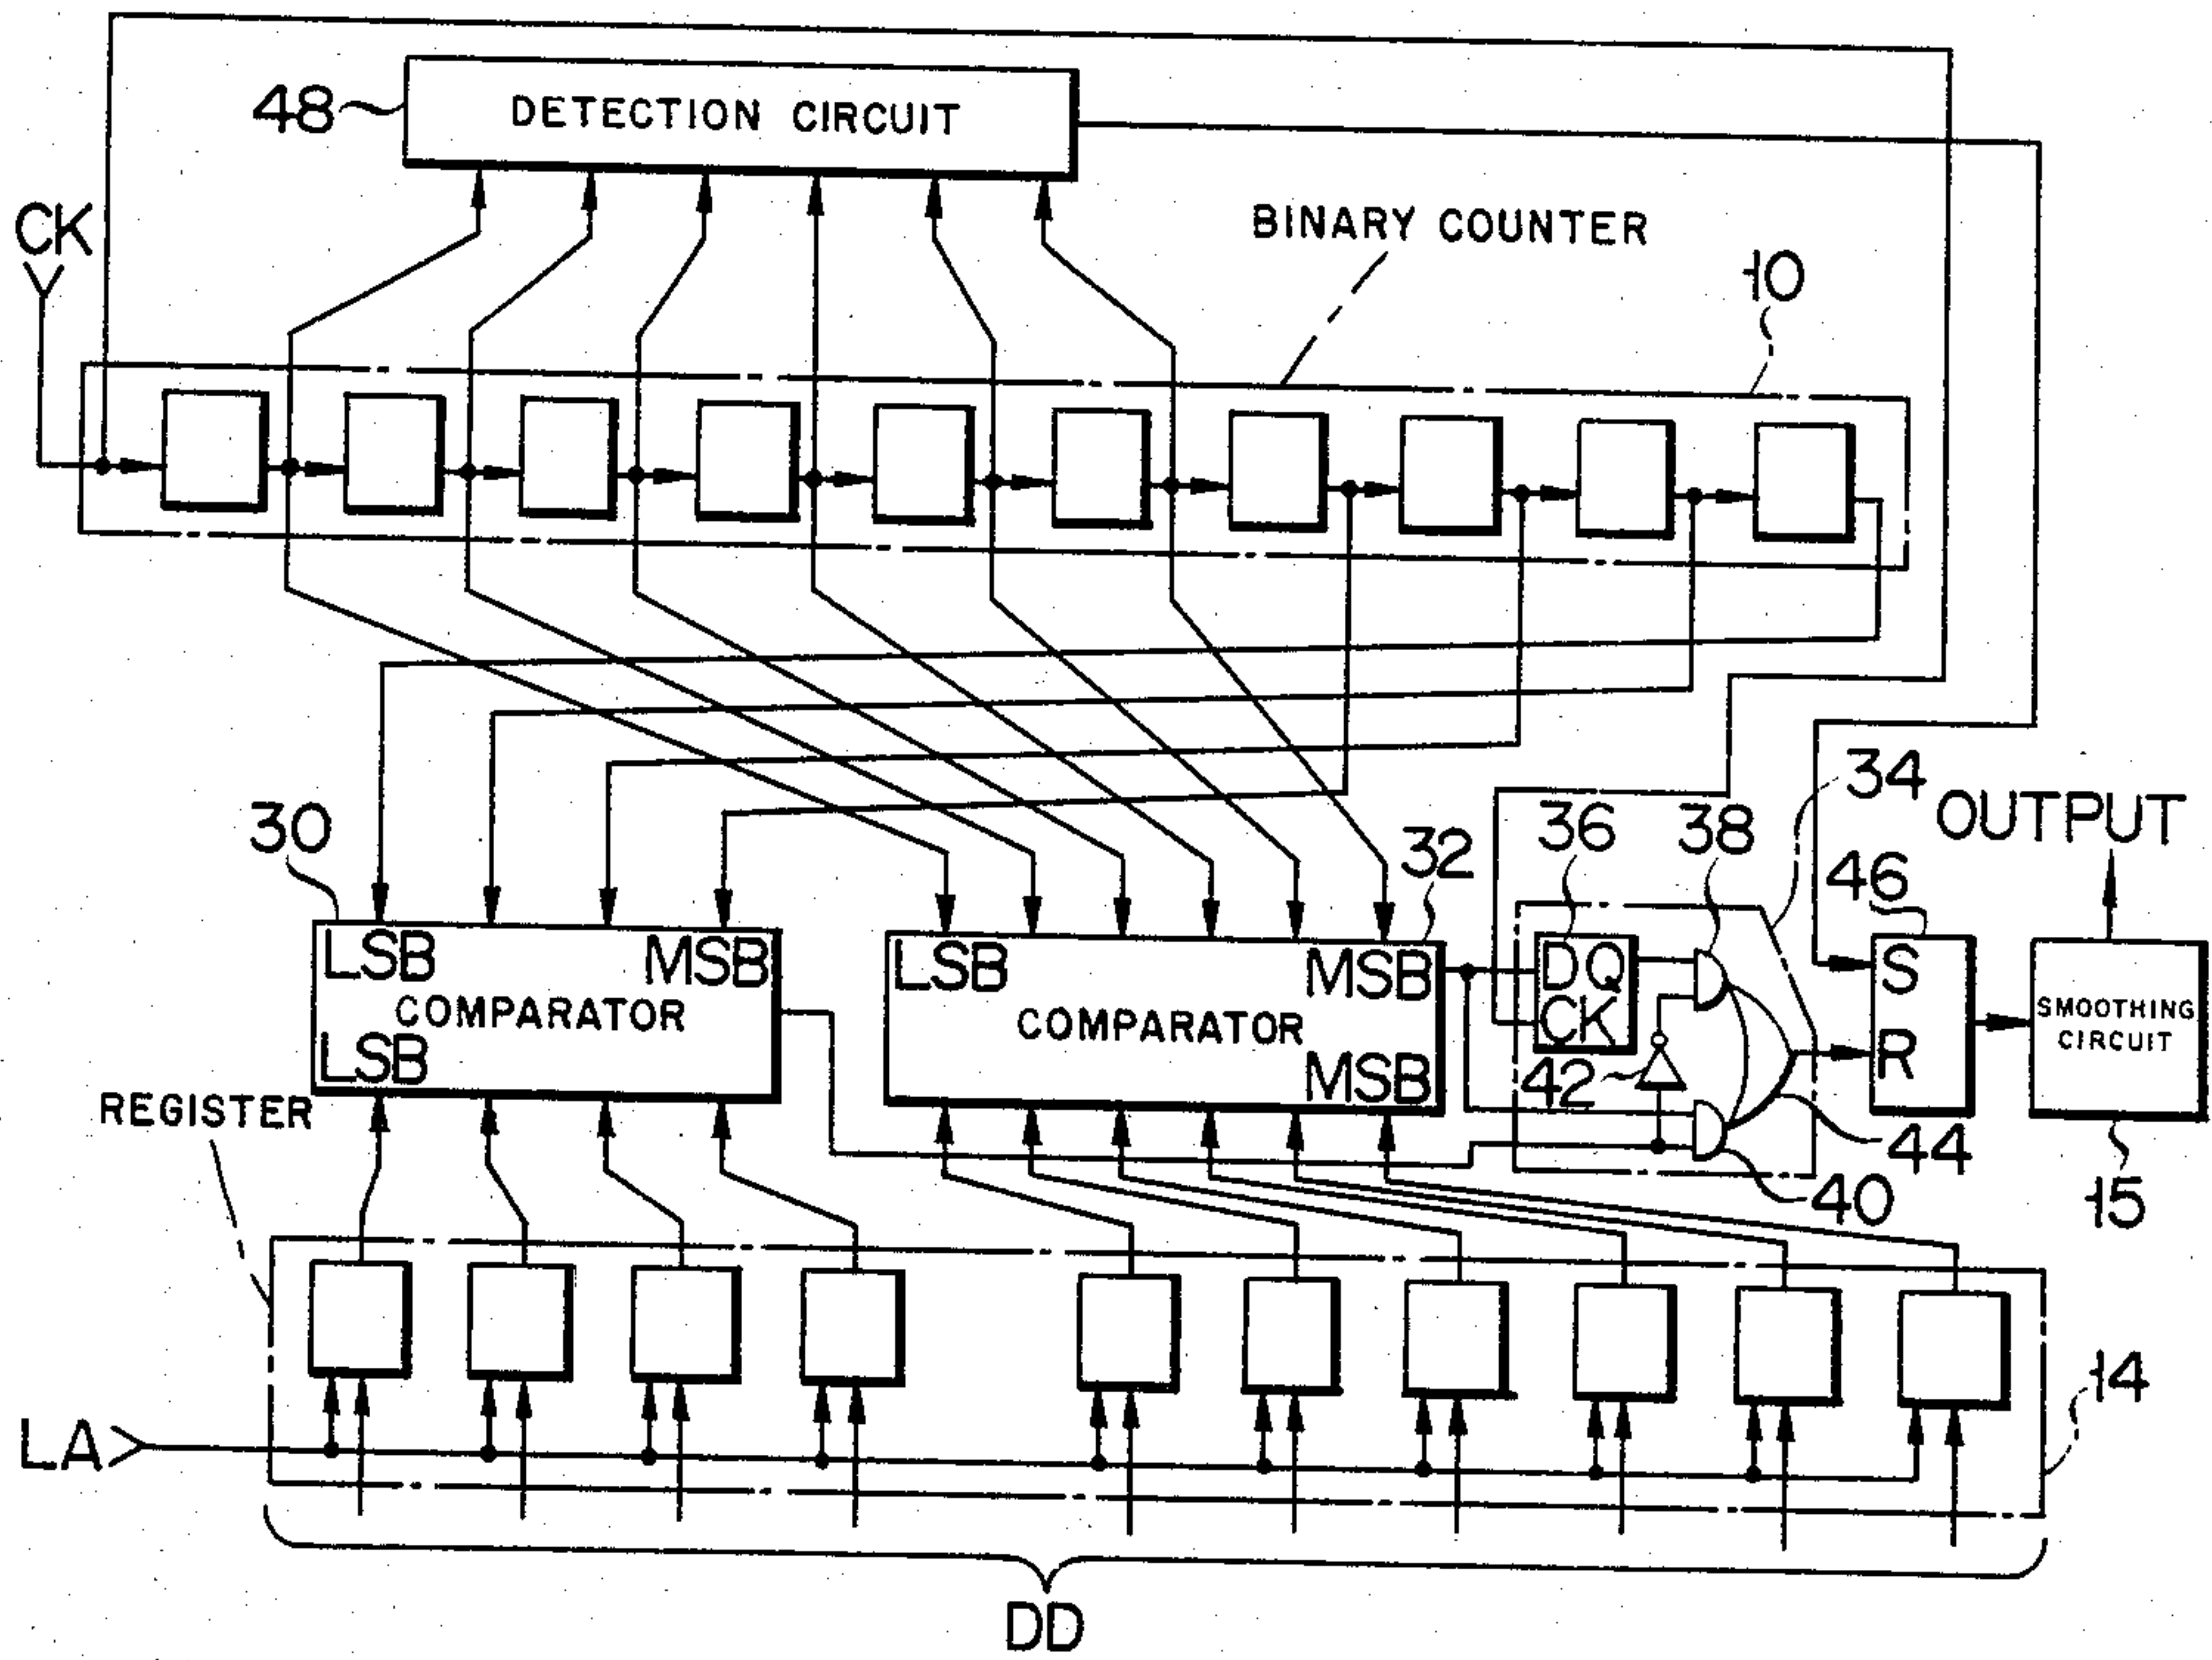 48
DETECTION CIRCUIT
CK
BINARY COUNTER
10
30
32
36
38
34
OUTPUT
46
LSB
MSB
COMPARATOR
LSB
LSB
MSB
COMPARATOR
MSB
D Q
CK
42
S
R
SMOOTHING
CIRCUIT
REGISTER
44
40
15
14
LA
DD